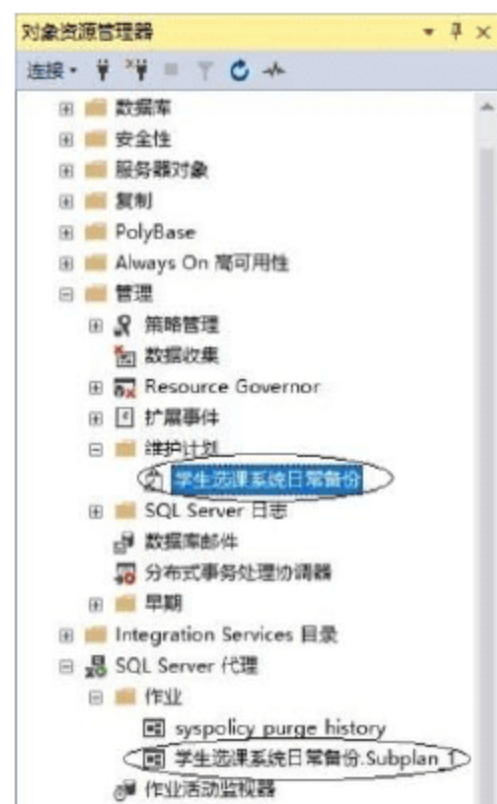 对象资源管理器
连接
数据库
安全性
服务器对象
复制
PolyBase
Always On 高可用性
管理
策略管理
数据收集
Resource Governor
扩展事件
维护计划
学生选课系统日常备份
SQL Server 日志
数据库邮件
分布式事务处理协调器
早期
Integration Services 目录
SQL Server 代理
作业
syspolicy_purge_history
学生选课系统日常备份.Subplan_1
作业活动监视器